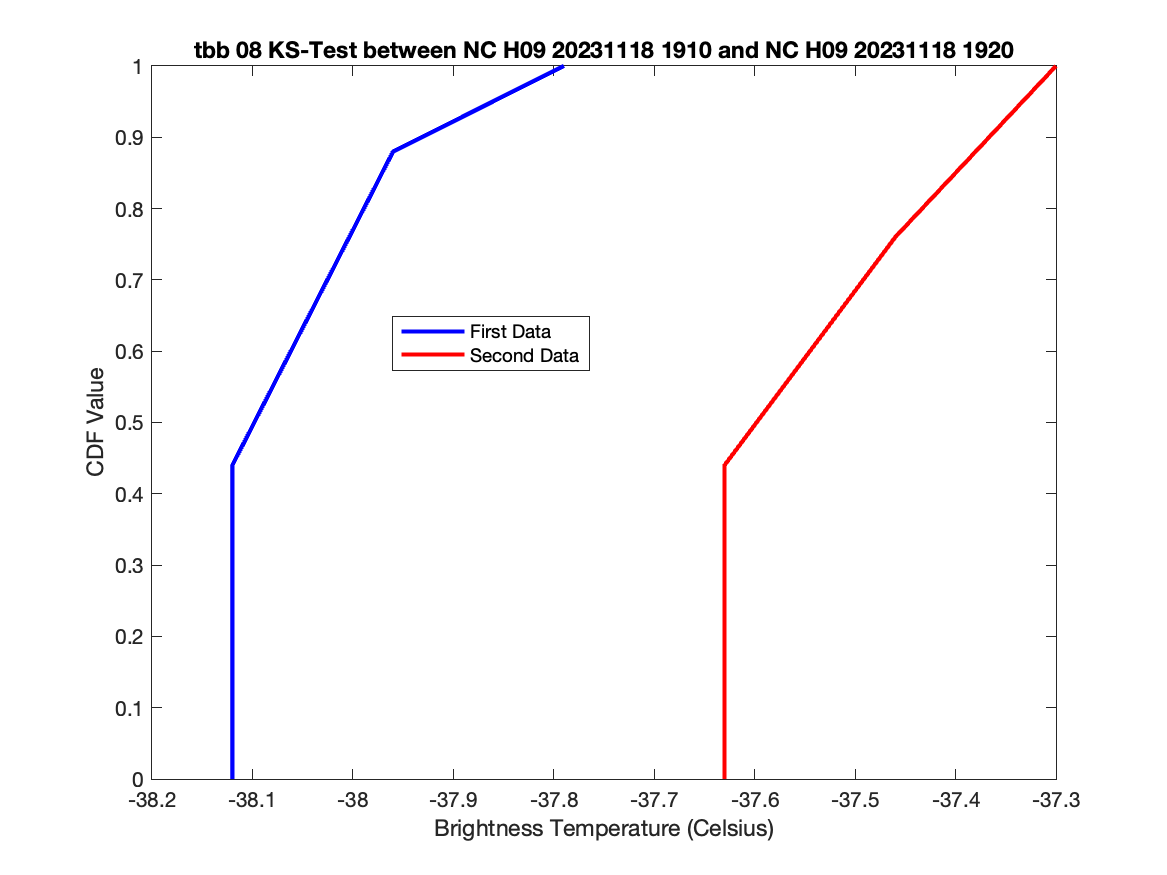 tbb 08 KS-Test between NC H09 20231118 1910 and NC H09 20231118 1920
1
0.9
0.8
0.7
0.6
0.5
0.4
0.3
0.2
0.1
0
CDF Value
First Data
Second Data
-38.2 -38.1 -38 -37.9 -37.8 -37.7 -37.6 -37.5 -37.4 -37.3
Brightness Temperature (Celsius)